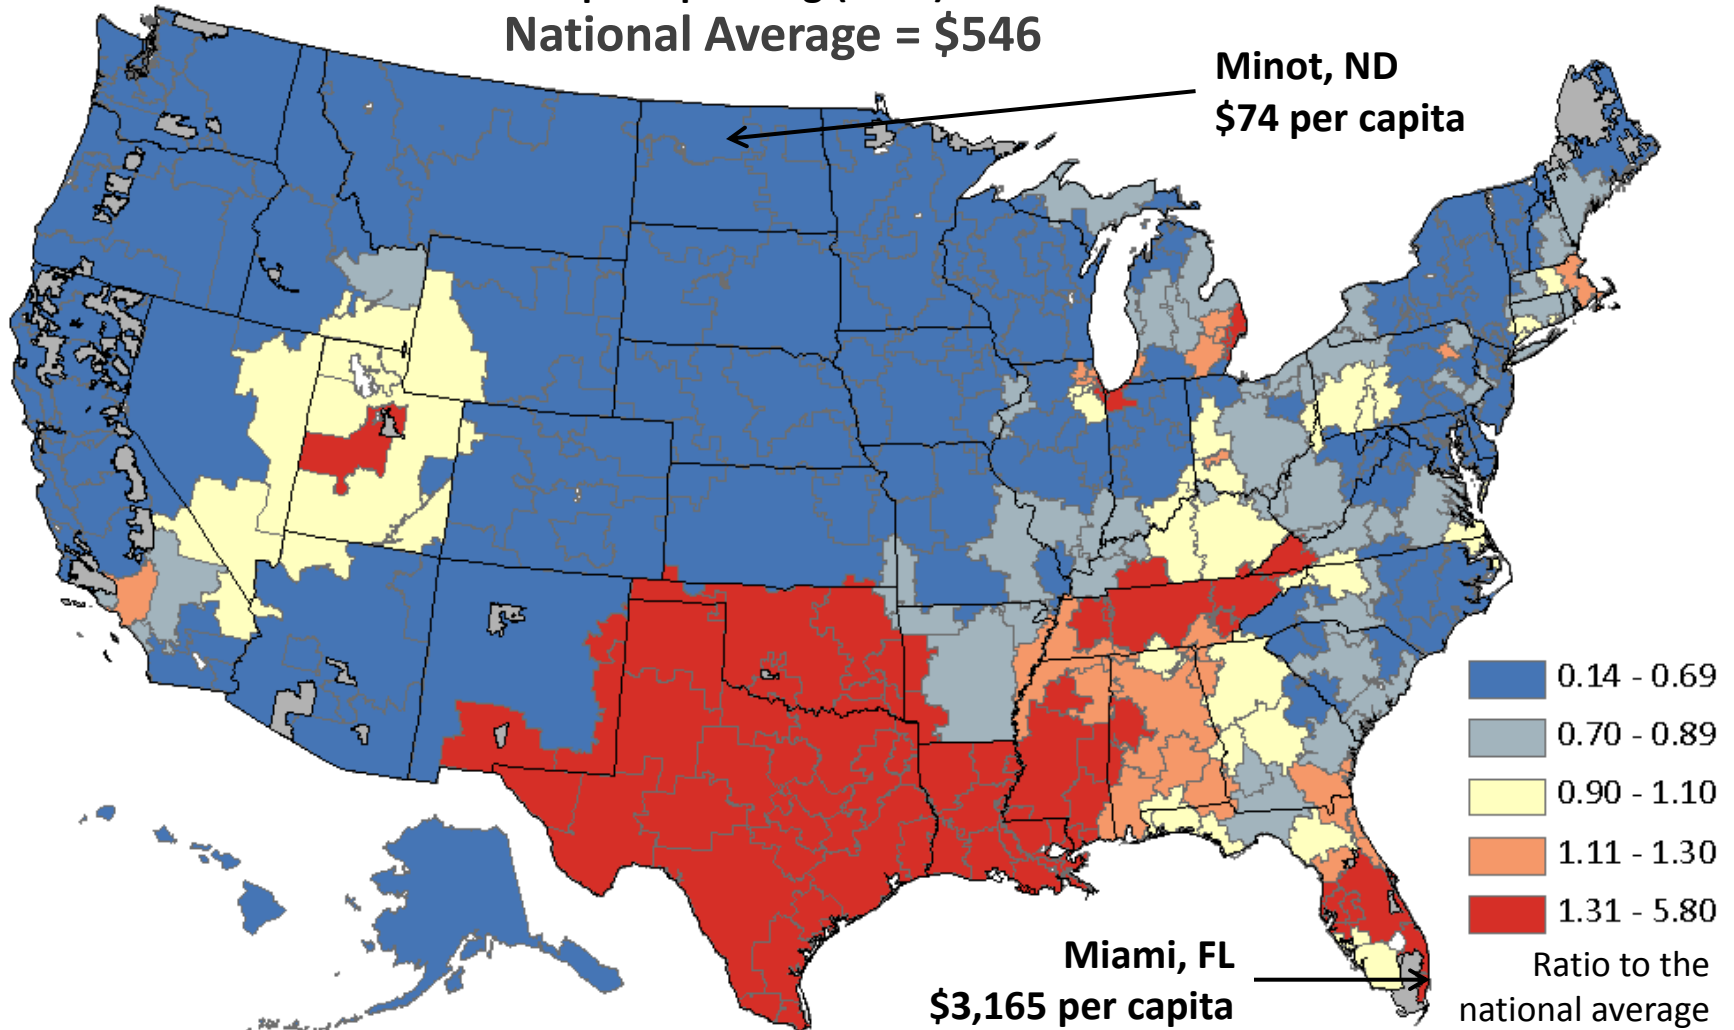 National Average = $546
Minot, ND
$74 per capita
0.14 - 0.69
0.70 - 0.89
0.90 - 1.10
1.11 - 1.30
1.31 - 5.80
Ratio to the
national average
Miami, FL
$3,165 per capita